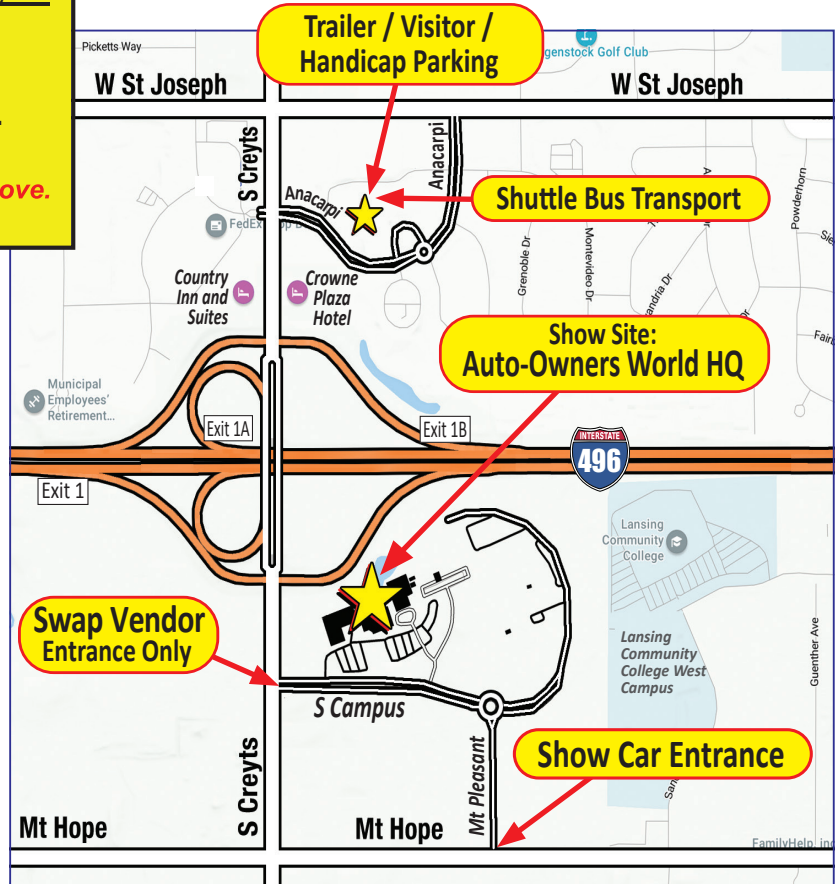 ove.
Picketts Way
Trailer / Visitor /
Handicap Parking
genstock Golf Club
W St Joseph
W St Joseph
S Creyts
Anacarpi
Anacarpi
Shuttle Bus Transport
Powderhorn
FedEx
Grenoble Dr
Montevideo Dr
Country
Inn and
Suites
Crowne
Plaza
Hotel
Show Site:
Auto-Owners World HQ
Municipal
Employees'
Retirement...
Exit 1A
Exit 1B
INTERSTATE
496
Exit 1
Lansing
Community
College
Swap Vendor
Entrance Only
Lansing
Community
College West
Campus
Guenther Ave
S Campus
S Creyts
Mt Pleasant
Show Car Entrance
Mt Hope
Mt Hope
FamilyHelp, inc